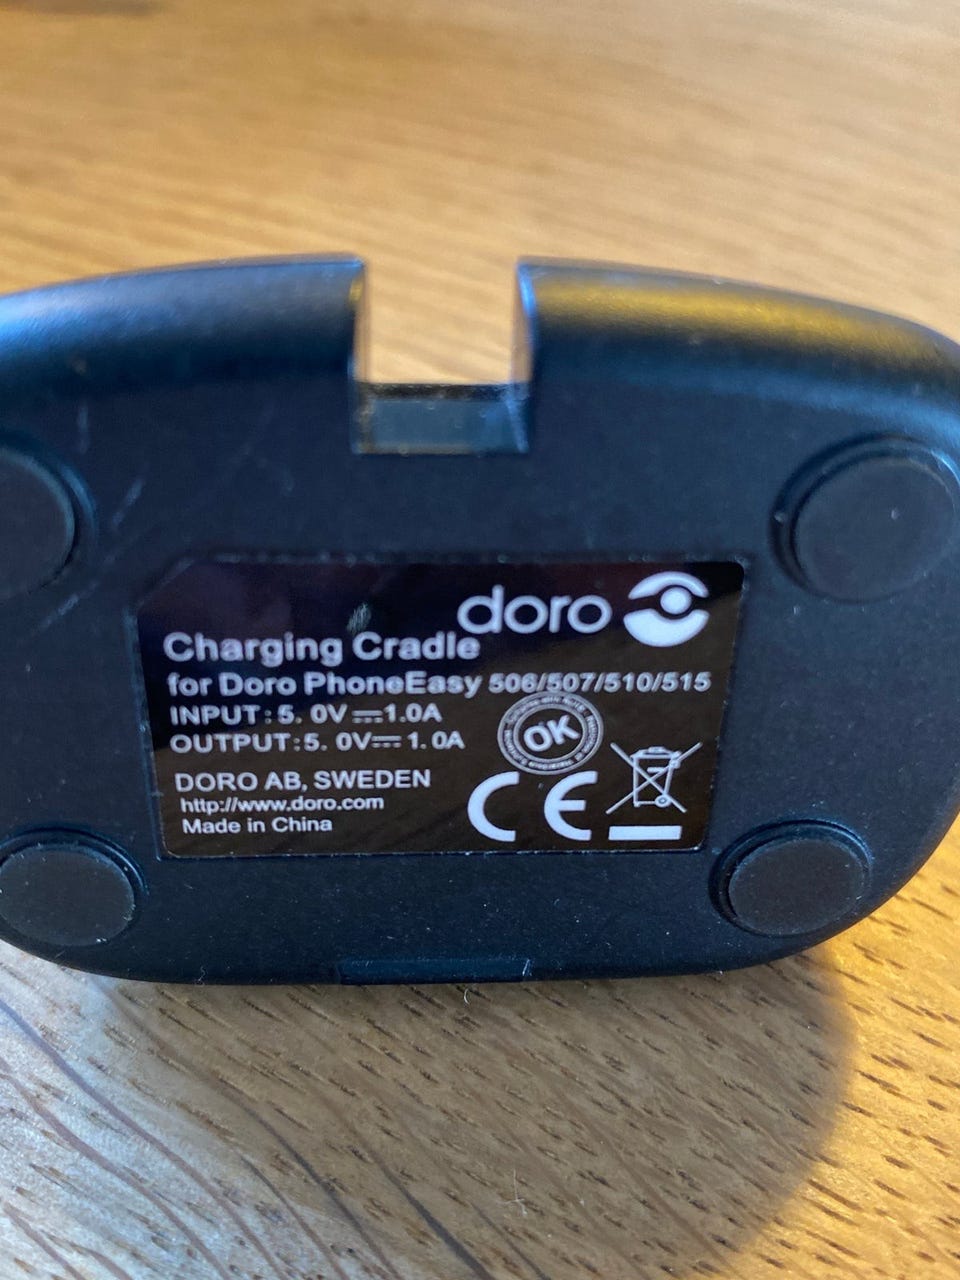 doro
Charging Cradle
for Doro PhoneEasy 506/507/510/515
INPUT:5. 0V⎓1.0A
OUTPUT:5. 0V⎓1. 0A
OK
DORO AB, SWEDEN
http://www.doro.com
Made in China
CE